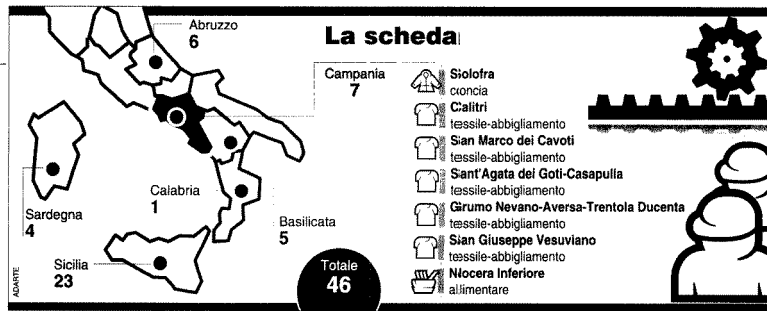 La scheda
Abruzzo
6
Campania
7
Sardegna
4
Calabria
1
Basilicata
5
Sicilia
23
Totale
46
Solofra
concia
Calitri
tessile-abbigliamento
San Marco dei Cavoti
tessile-abbigliamento
Sant'Agata dei Goti-Casapulla
tessile-abbigliamento
Grumo Nevano-Aversa-Trentola Ducenta
tessile-abbigliamento
San Giuseppe Vesuviano
tessile-abbigliamento
Nocera Inferiore
alimentare
ADARTE